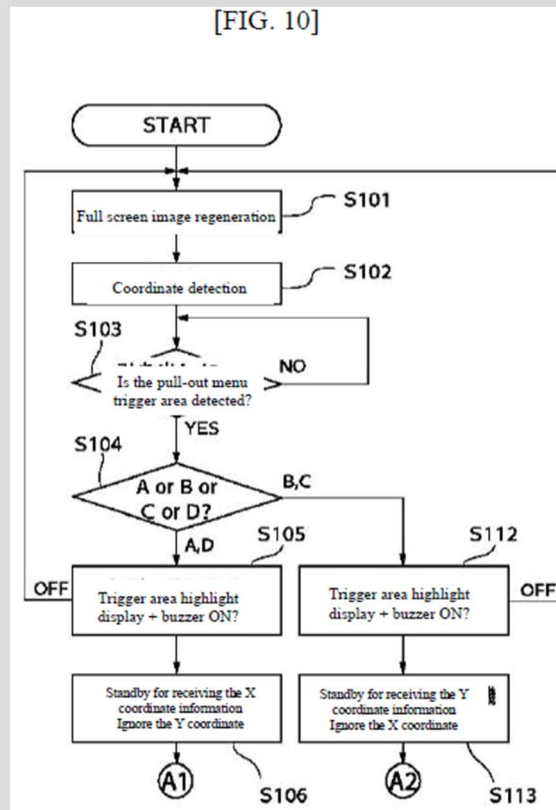 [FIG. 10]
START
Full screen image regeneration
S101
Coordinate detection
S102
S103
Is the pull-out menu
trigger area detected?
NO
YES
S104
A or B or
C or D?
B,C
A,D
S105
S112
OFF
Trigger area highlight
display + buzzer ON?
Trigger area highlight
display + buzzer ON?
OFF
Standby for receiving the X
coordinate information
Ignore the Y coordinate
Standby for receiving the Y
coordinate information
Ignore the X coordinate
A1
S106
A2
S113